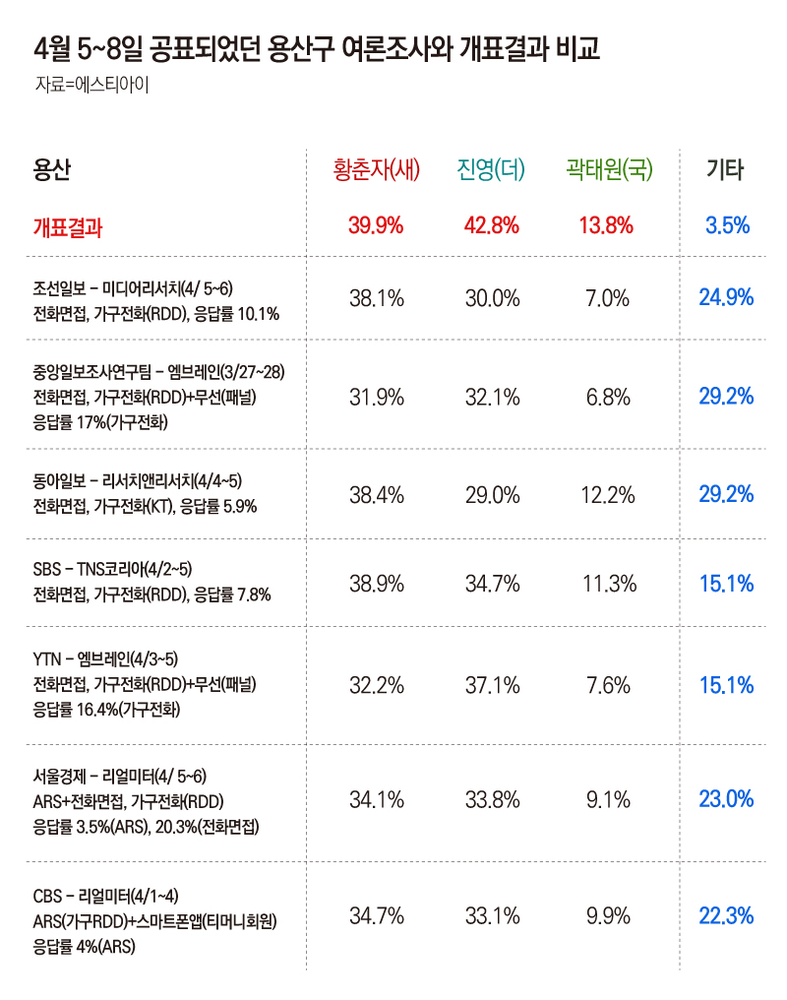 4월 5~8일 공표되었던 용산구 여론조사와 개표결과 비교
자료=에스티아이
용산 황춘자(새) 진영(더) 곽태원(국) 기타
개표결과 39.9% 42.8% 13.8% 3.5%
조선일보 – 미디어리서치(4/ 5~6)
전화면접, 가구전화(RDD), 응답률 10.1%
38.1% 30.0% 7.0% 24.9%
중앙일보조사연구팀 – 엠브레인(3/27~28)
전화면접, 가구전화(RDD)+무선(패널)
응답률 17%(가구전화)
31.9% 32.1% 6.8% 29.2%
동아일보 – 리서치앤리서치(4/4~5)
전화면접, 가구전화(KT), 응답률 5.9%
38.4% 29.0% 12.2% 29.2%
SBS – TNS코리아(4/2~5)
전화면접, 가구전화(RDD), 응답률 7.8%
38.9% 34.7% 11.3% 15.1%
YTN – 엠브레인(4/3~5)
전화면접, 가구전화(RDD)+무선(패널)
응답률 16.4%(가구전화)
32.2% 37.1% 7.6% 15.1%
서울경제 – 리얼미터(4/ 5~6)
ARS+전화면접, 가구전화(RDD)
응답률 3.5%(ARS), 20.3%(전화면접)
34.1% 33.8% 9.1% 23.0%
CBS – 리얼미터(4/1~4)
ARS(가구RDD)+스마트폰앱(티머니회원)
응답률 4%(ARS)
34.7% 33.1% 9.9% 22.3%